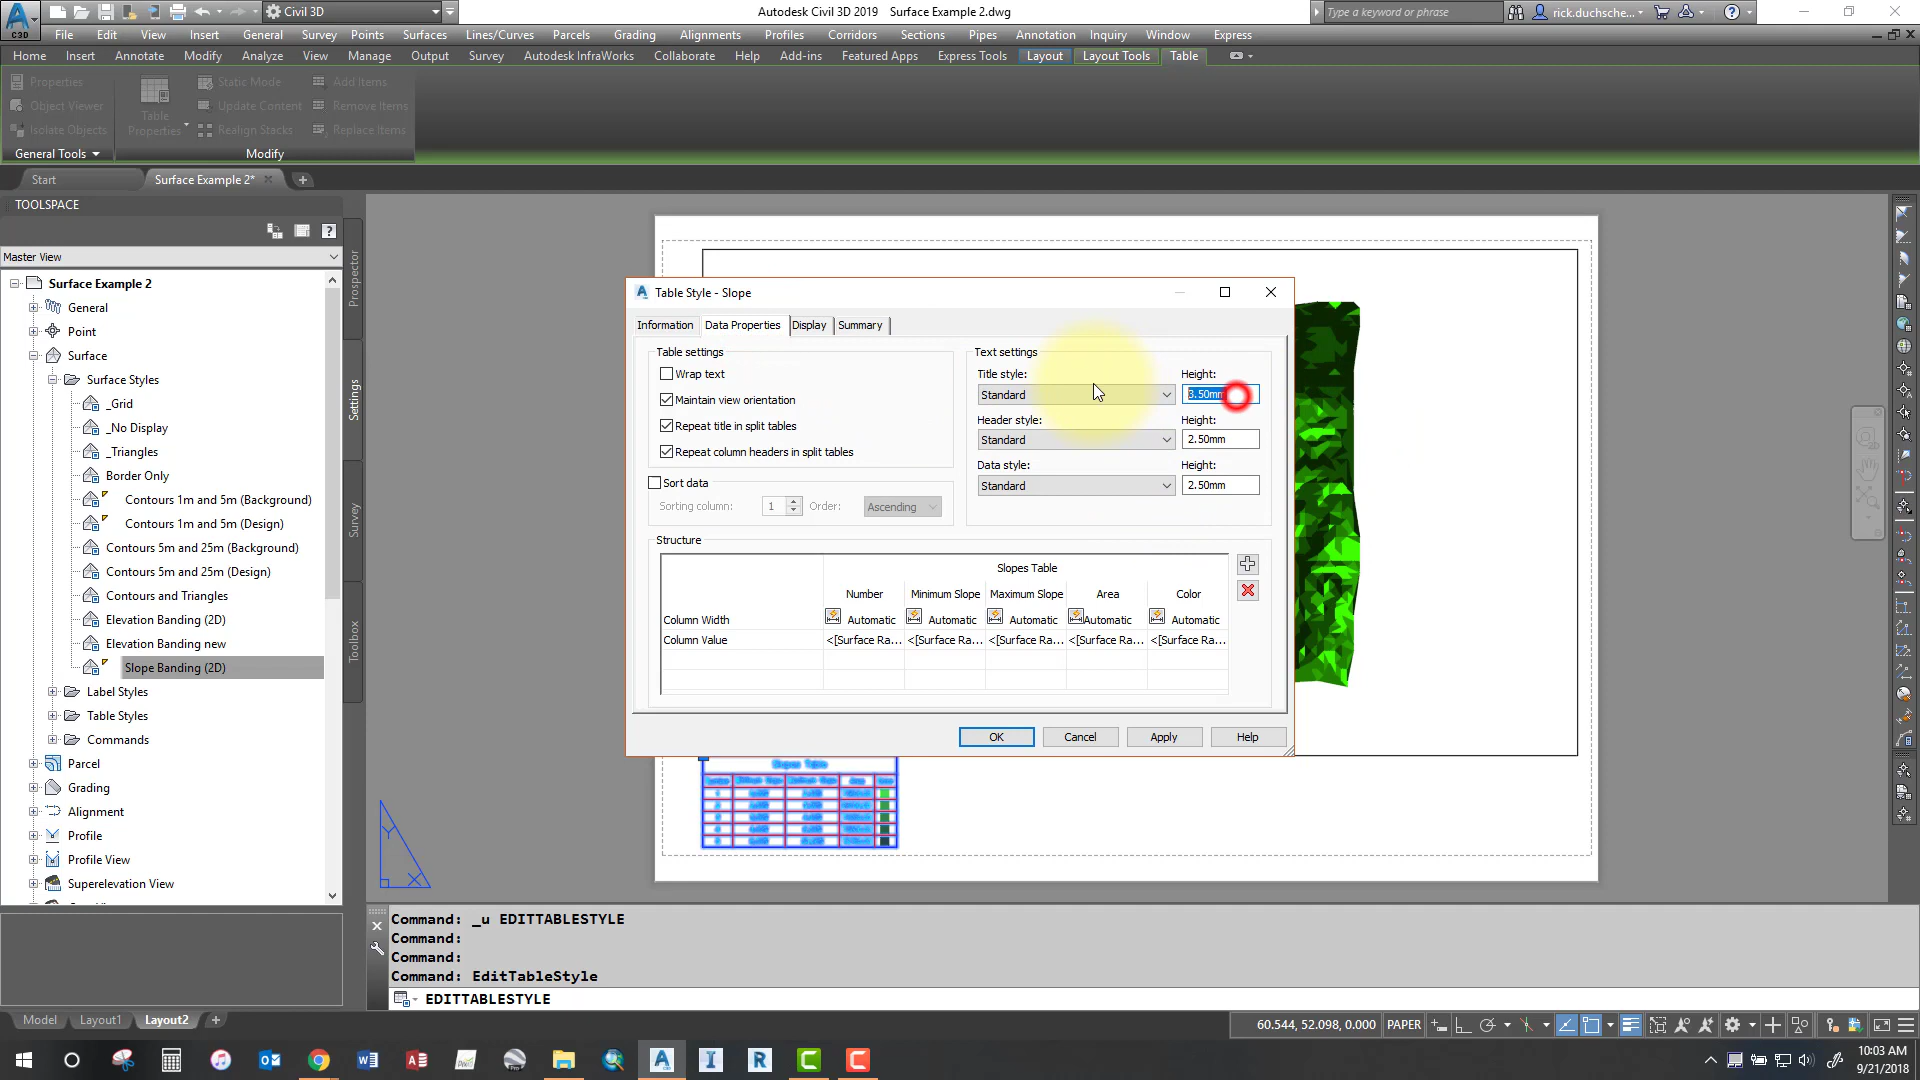 C3D
Civil 3D
Autodesk Civil 3D 2019 Surface Example 2.dwg
Type a keyword or phrase
rick.duchsche...
File Edit View Insert General Survey Points Surfaces Lines/Curves Parcels Grading Alignments Profiles Corridors Sections Pipes Annotation Inquiry Window Express
Home Insert Annotate Modify Analyze View Manage Output Survey Autodesk InfraWorks Collaborate Help Add-ins Featured Apps Express Tools Layout Layout Tools Table
Properties Static Mode Add Items
Object Viewer Table Properties Update Content Remove Items
Isolate Objects Realign Stacks Replace Items
General Tools Modify
Start Surface Example 2*
TOOLSPACE
Master View
Surface Example 2
General
Point
Surface
Surface Styles
_Grid
_No Display
_Triangles
Border Only
Contours 1m and 5m (Background)
Contours 1m and 5m (Design)
Contours 5m and 25m (Background)
Contours 5m and 25m (Design)
Contours and Triangles
Elevation Banding (2D)
Elevation Banding new
Slope Banding (2D)
Label Styles
Table Styles
Commands
Parcel
Grading
Alignment
Profile
Profile View
Superelevation View
Prospector
Settings
Survey
Toolbox
Table Style - Slope
Information Data Properties Display Summary
Table settings
Wrap text
Maintain view orientation
Repeat title in split tables
Repeat column headers in split tables
Sort data
Sorting column: 1 Order: Ascending
Text settings
Title style: Height:
Standard 3.50mm
Header style: Height:
Standard 2.50mm
Data style: Height:
Standard 2.50mm
Structure
Slopes Table
Number Minimum Slope Maximum Slope Area Color
Column Width Automatic Automatic Automatic Automatic Automatic
Column Value <[Surface Ra... <[Surface Ra... <[Surface Ra... <[Surface Ra... <[Surface Ra...
OK Cancel Apply Help
Slopes Table
Y
X
Command: _u EDITTABLESTYLE
Command:
Command:
Command: EditTableStyle
EDITTABLESTYLE
Model Layout1 Layout2
60.544, 52.098, 0.000 PAPER
10:03 AM
9/21/2018